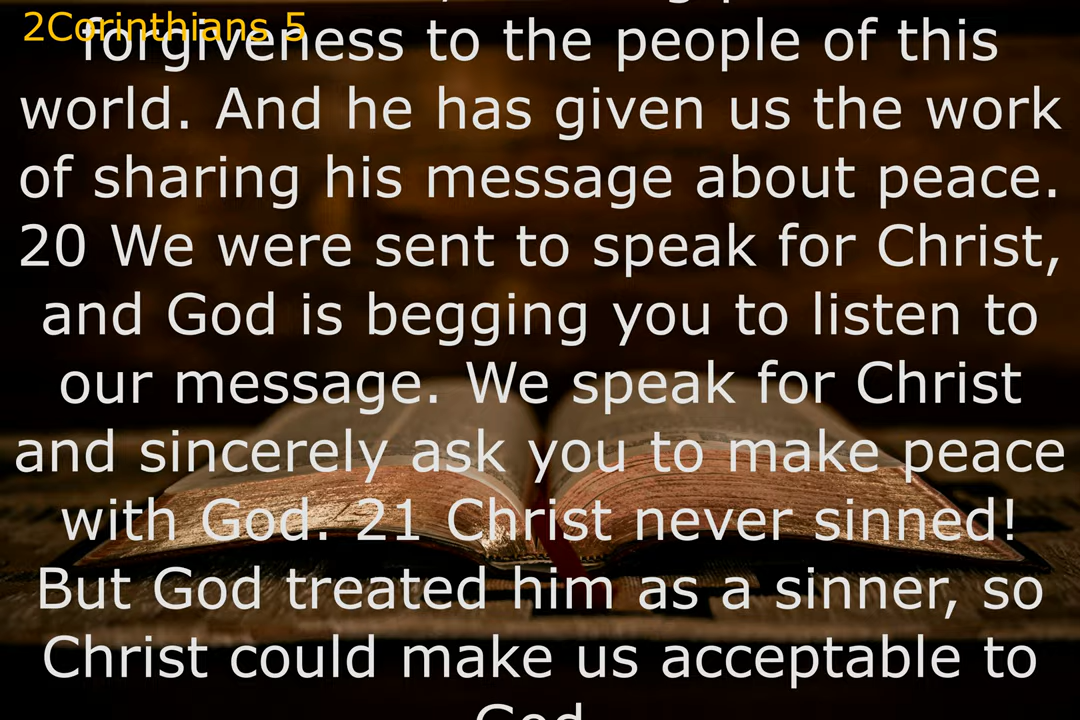 2Corinthians 5
forgiveness to the people of this
world. And he has given us the work
of sharing his message about peace.
20 We were sent to speak for Christ,
and God is begging you to listen to
our message. We speak for Christ
and sincerely ask you to make peace
with God. 21 Christ never sinned!
But God treated him as a sinner, so
Christ could make us acceptable to
God.